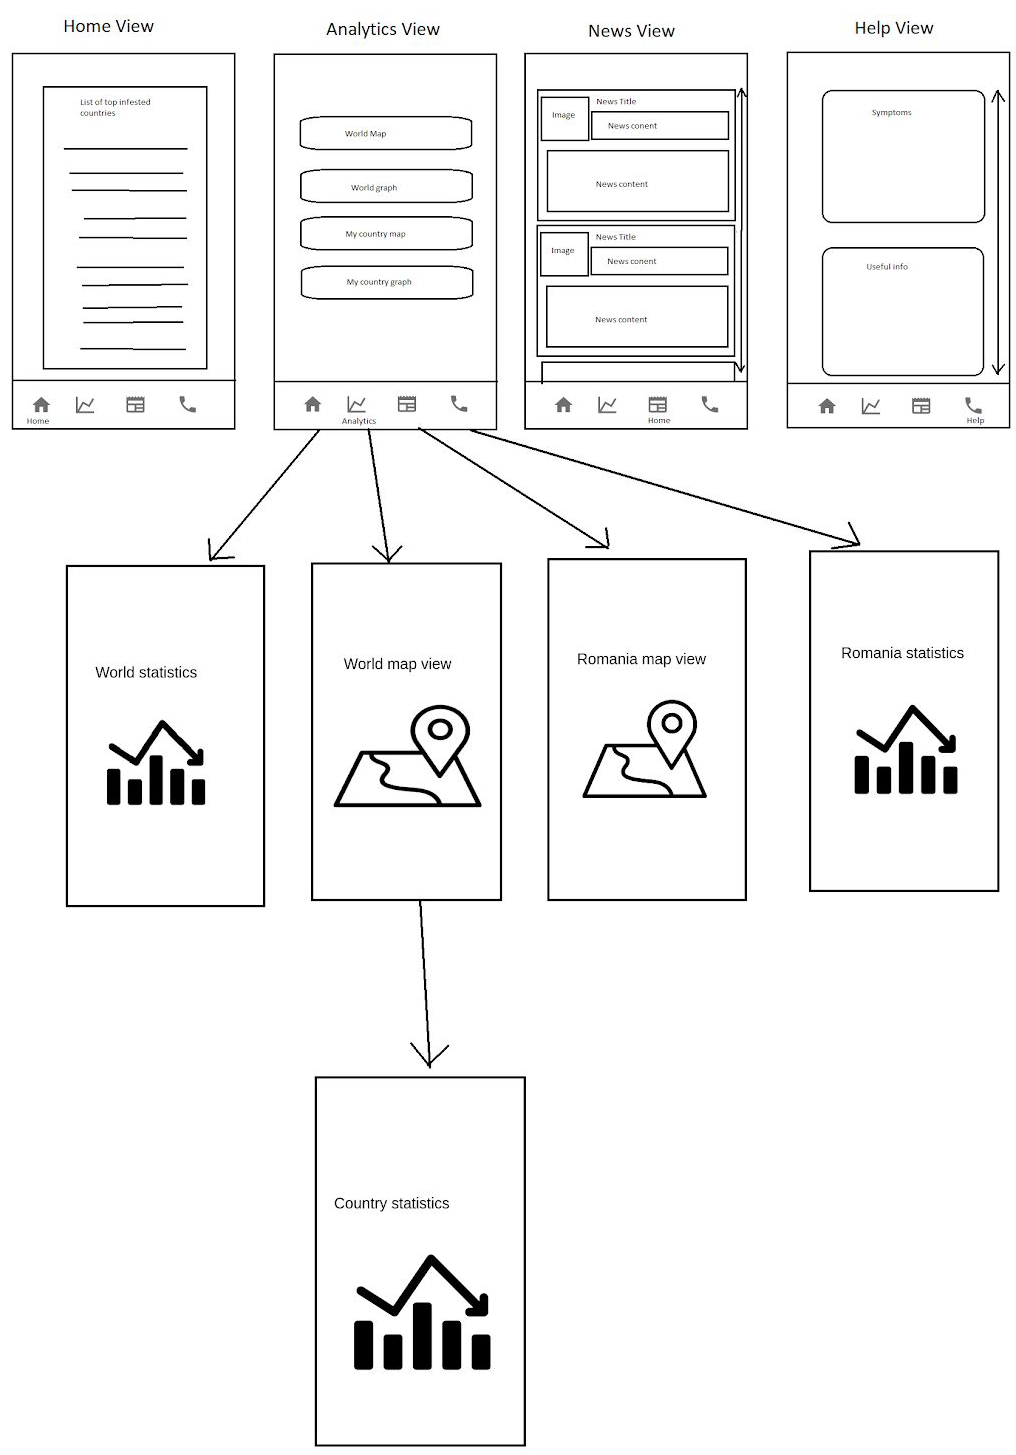 Home View
Analytics View
News View
Help View
List of top infested
countries
Home
World Map
World graph
My country map
My country graph
Analytics
Image
News Title
News conent
News content
Image
News Title
News conent
News content
Home
Symptoms
Useful info
Help
World statistics
World map view
Romania map view
Romania statistics
Country statistics